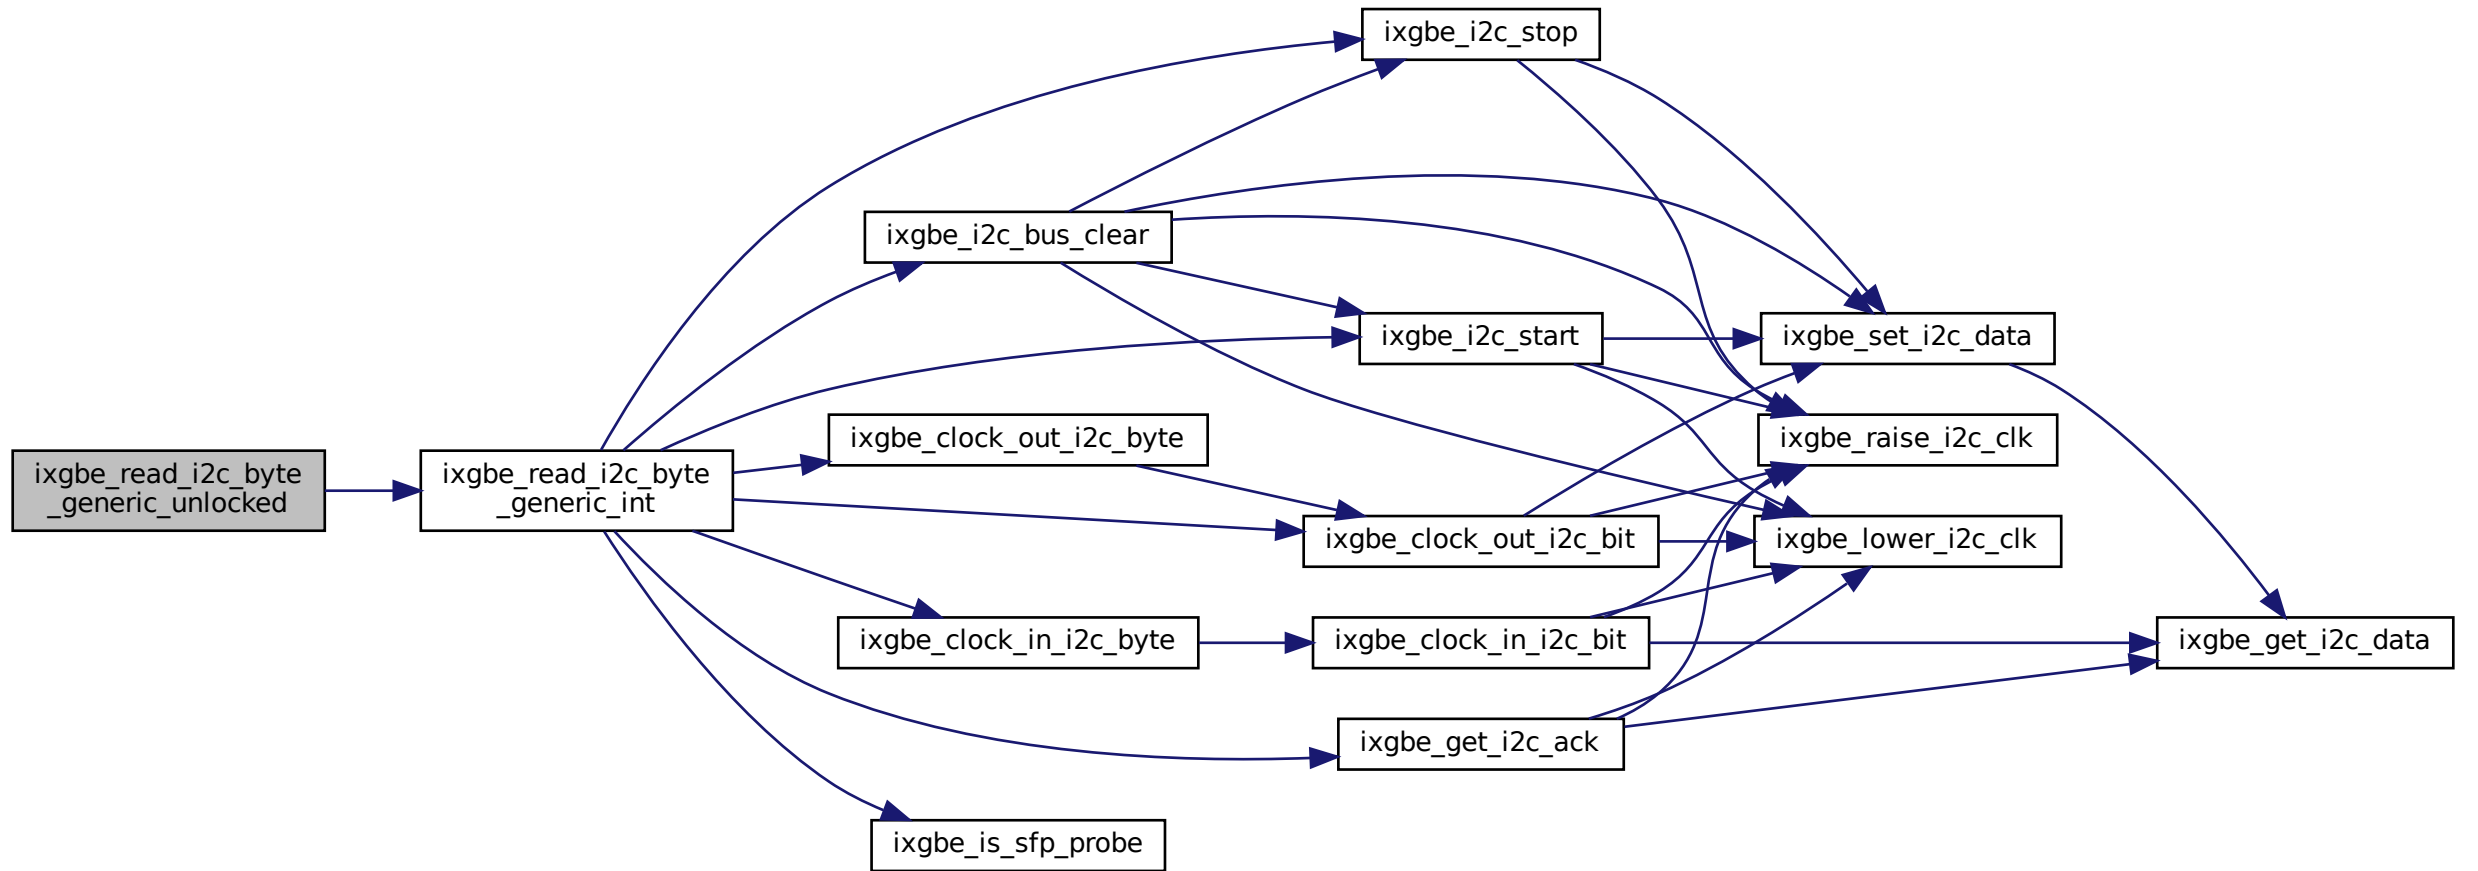 ixgbe_i2c_stop
ixgbe_i2c_bus_clear
ixgbe_i2c_start
ixgbe_set_i2c_data
ixgbe_clock_out_i2c_byte
ixgbe_raise_i2c_clk
ixgbe_read_i2c_byte
_generic_unlocked
ixgbe_read_i2c_byte
_generic_int
ixgbe_clock_out_i2c_bit
ixgbe_lower_i2c_clk
ixgbe_clock_in_i2c_byte
ixgbe_clock_in_i2c_bit
ixgbe_get_i2c_data
ixgbe_get_i2c_ack
ixgbe_is_sfp_probe